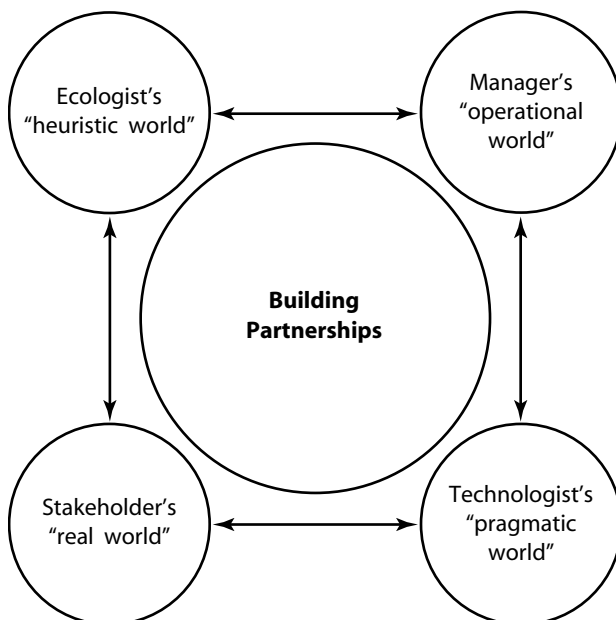 Ecologist's
“heuristic world”
Manager's
“operational
world”
Building
Partnerships
Stakeholder's
“real world”
Technologist's
“pragmatic
world”